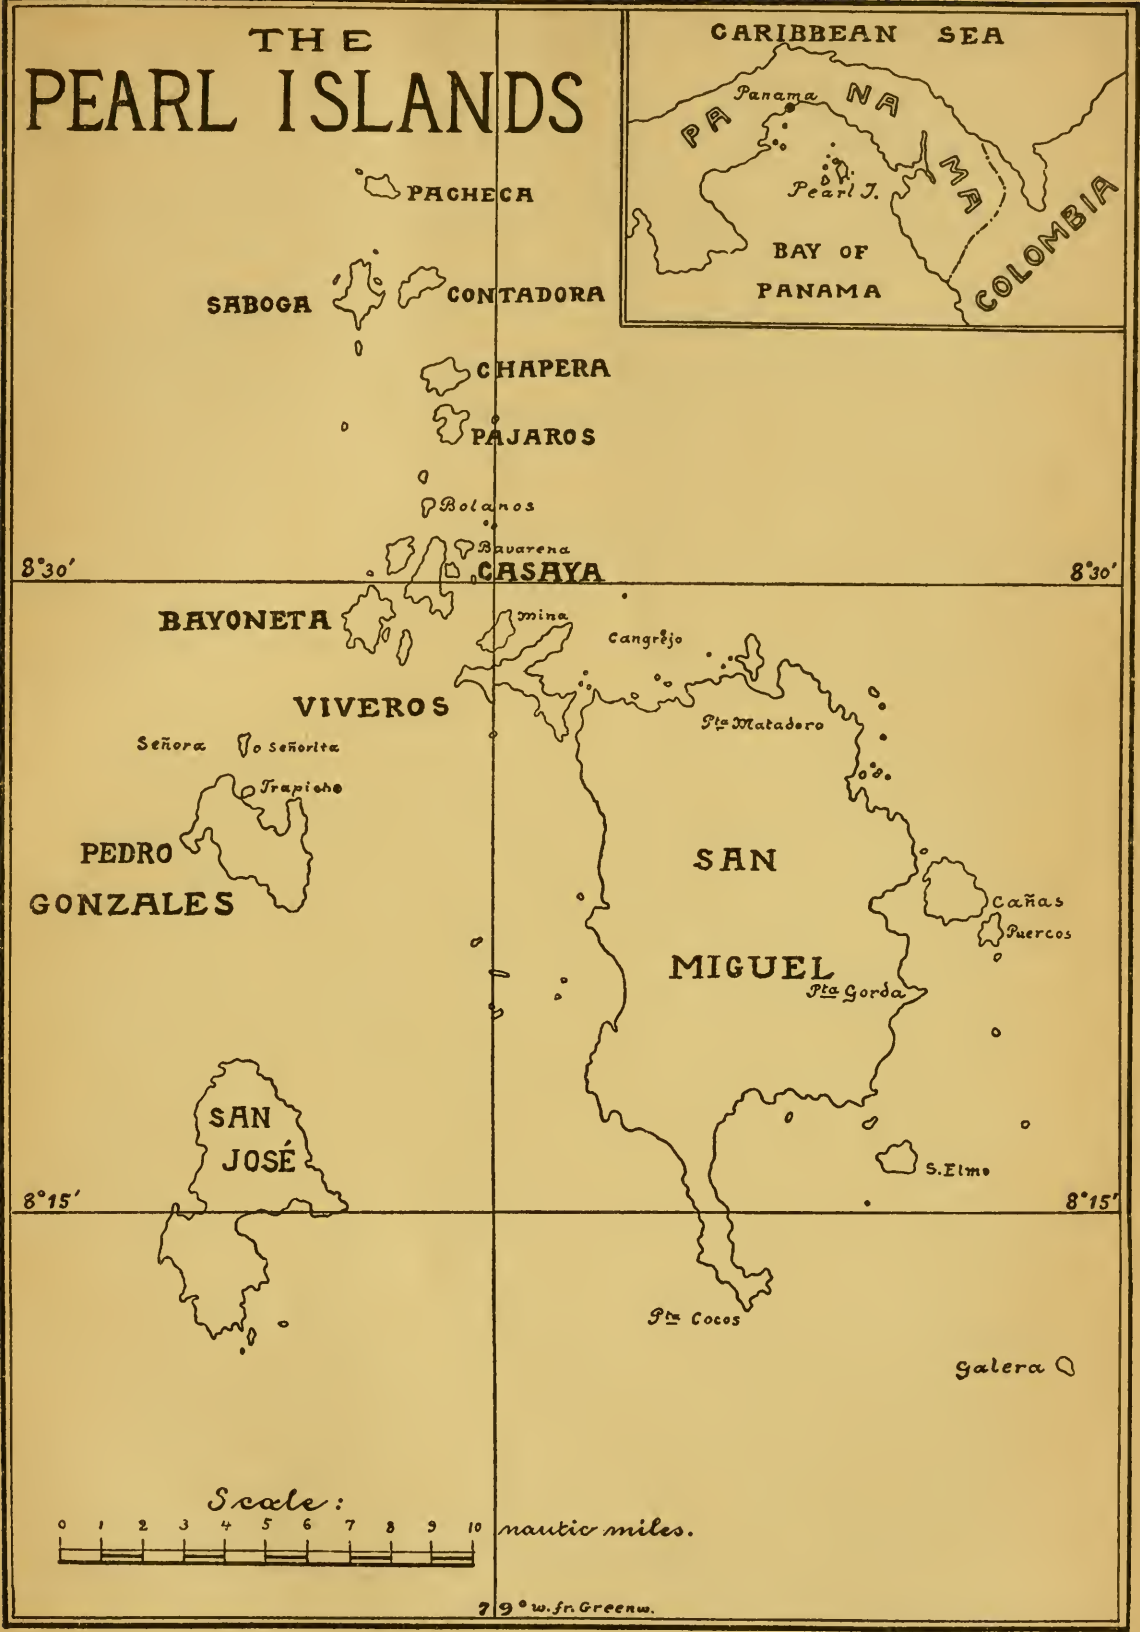 THE
PEARL ISLANDS
CARIBBEAN SEA
Panama
PANAMA
Pearl I.
BAY OF
PANAMA
COLOMBIA
PACHECA
SABOGA
CONTADORA
CHAPERA
PAJAROS
Bolanos
Bavarena
8°30'
CASAYA
8°30'
BAYONETA
mina
Cangrejo
VIVEROS
Pta Matadero
Señora
Señorita
Trapiche
PEDRO
GONZALES
SAN
MIGUEL
Cañas
Puercos
Pta Gorda
SAN
JOSÉ
S. Elmo
8°15'
8°15'
Pta Cocos
Galera
Scale:
0 1 2 3 4 5 6 7 8 9 10 nautic miles.
79° w. fr. Greenw.